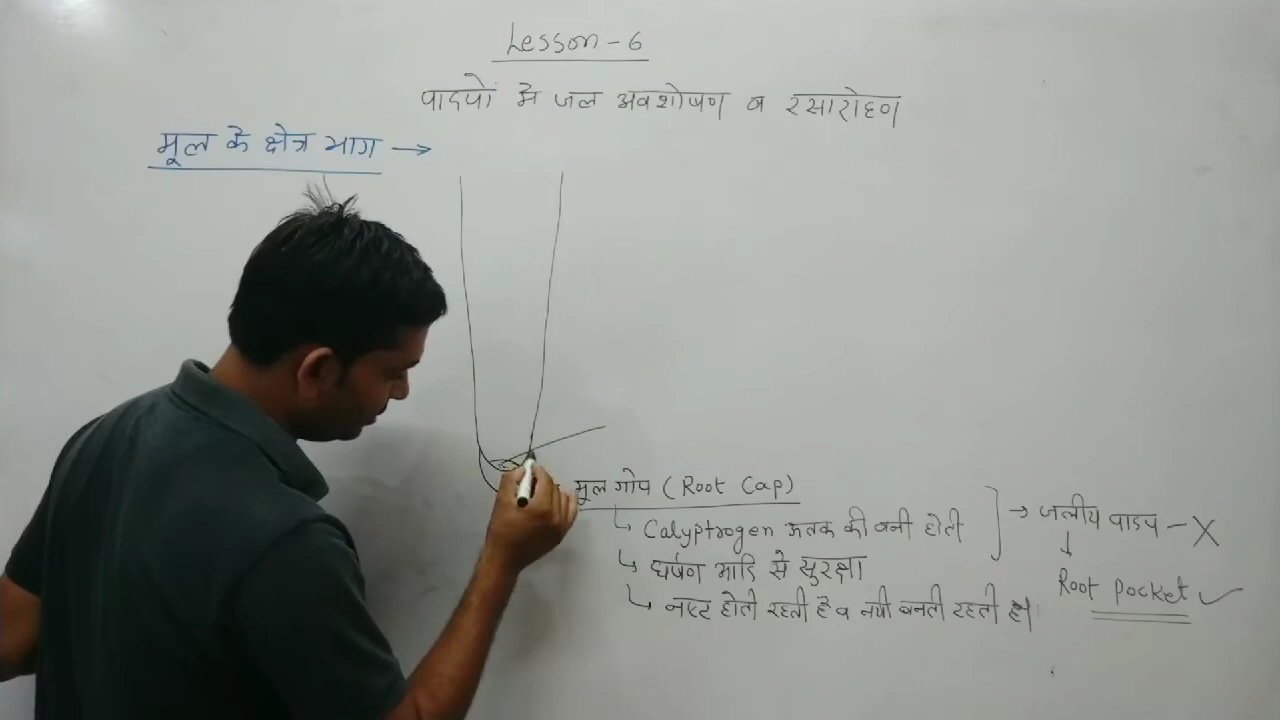 Lesson-6
पादपों में जल अवशोषण व रसारोहण
मूल के क्षेत्र भाग →
मूल गोप (Root Cap)
↳ Calyptrogen ऊतक की बनी होती
↳ घर्षण आदि से सुरक्षा
↳ नष्ट होती रहती है व नयी बनती रहती है।
→ जलीय पादप - X
↓
Root Pocket ✓